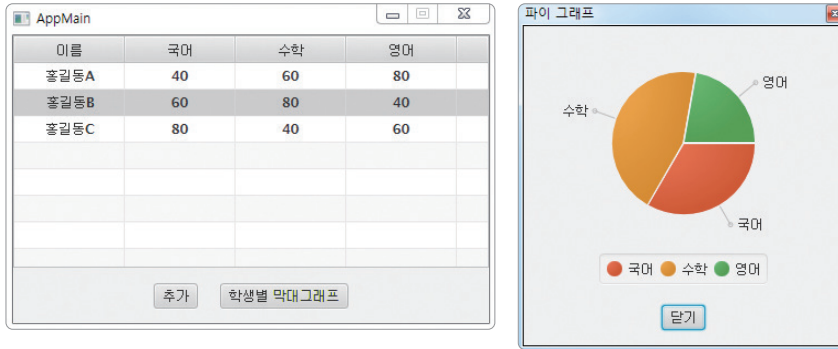 AppMain
이름 국어 수학 영어
홍길동A 40 60 80
홍길동B 60 80 40
홍길동C 80 40 60
추가 학생별 막대그래프
파이 그래프
영어
수학
국어
국어 수학 영어
닫기